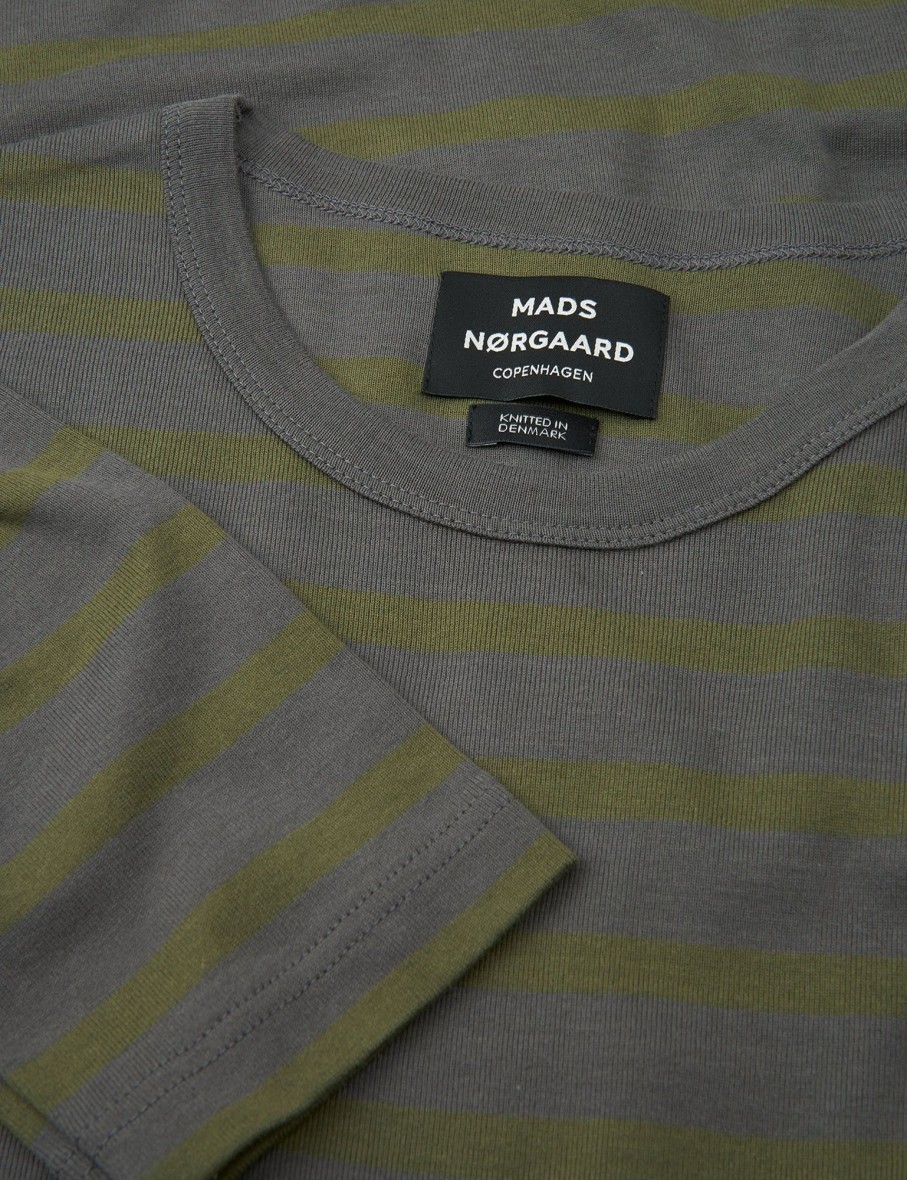 MADS
NØRGAARD
COPENHAGEN
KNITTED IN
DENMARK